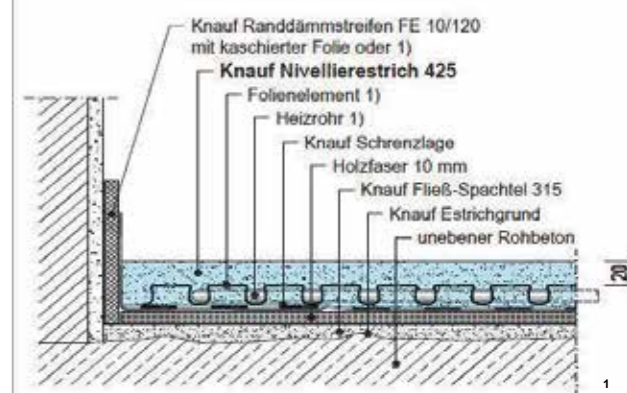 Knauf Randdämmstreifen FE 10/120
mit kaschierter Folie oder 1)
Knauf Nivellierestrich 425
Folienelement 1)
Heizrohr 1)
Knauf Schrenzlage
Holzfaser 10 mm
Knauf Fließ-Spachtel 315
Knauf Estrichgrund
unebener Rohbeton
20
1